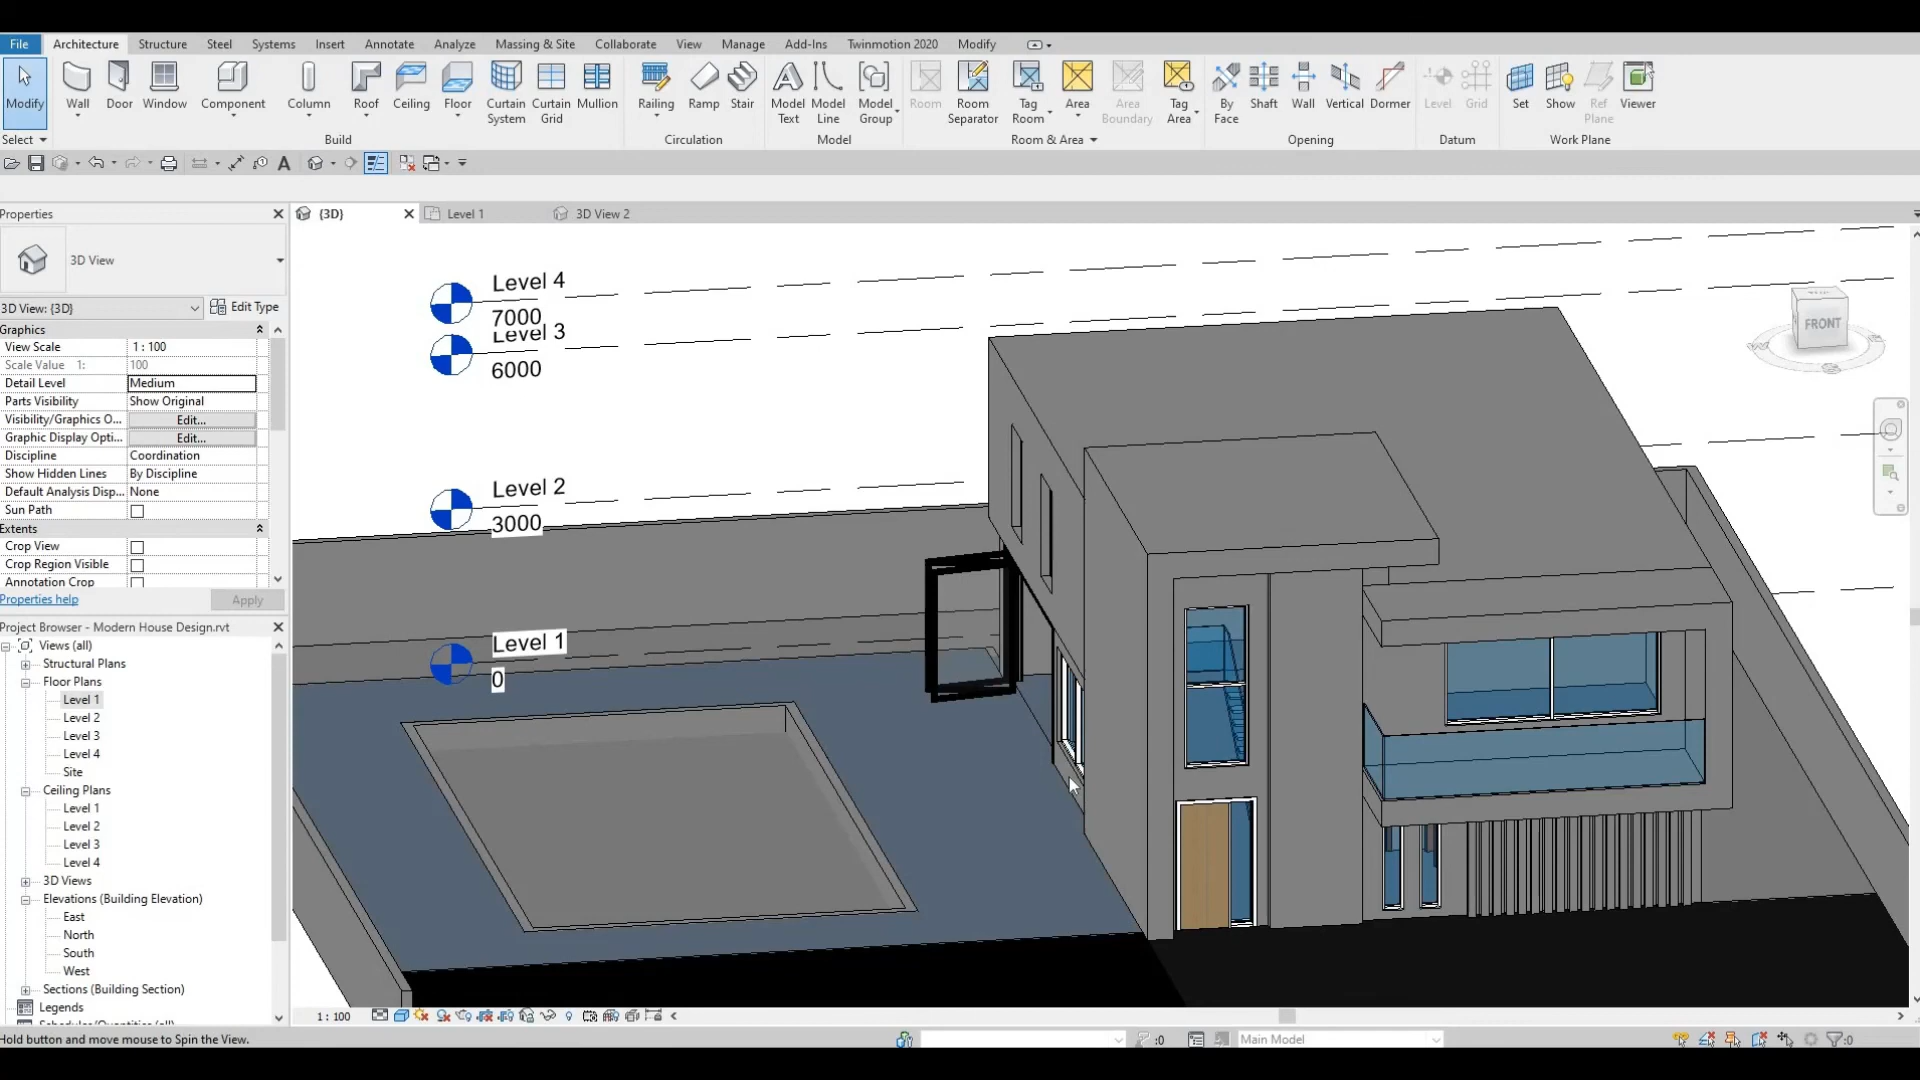 File Architecture Structure Steel Systems Insert Annotate Analyze Massing & Site Collaborate View Manage Add-Ins Twinmotion 2020 Modify
Modify Wall Door Window Component Column Roof Ceiling Floor Curtain System Curtain Grid Mullion Railing Ramp Stair Model Text Model Line Model Group Room Room Separator Tag Room Area Area Boundary Tag Area By Face Shaft Wall Vertical Dormer Level Grid Set Show Ref Plane Viewer
Select Build Circulation Model Room & Area Opening Datum Work Plane
Properties
{3D} Level 1 3D View 2
3D View
3D View: {3D} Edit Type
Graphics
View Scale 1 : 100
Scale Value 1: 100
Detail Level Medium
Parts Visibility Show Original
Visibility/Graphics O... Edit...
Graphic Display Opti... Edit...
Discipline Coordination
Show Hidden Lines By Discipline
Default Analysis Disp... None
Sun Path
Extents
Crop View
Crop Region Visible
Annotation Crop
Properties help Apply
Project Browser - Modern House Design.rvt
Views (all)
Structural Plans
Floor Plans
Level 1
Level 2
Level 3
Level 4
Site
Ceiling Plans
Level 1
Level 2
Level 3
Level 4
3D Views
Elevations (Building Elevation)
East
North
South
West
Sections (Building Section)
Legends
Schedules/Quantities (all)
Level 4
7000
Level 3
6000
Level 2
3000
Level 1
0
FRONT
1 : 100
Hold button and move mouse to Spin the View.
:0 Main Model :0